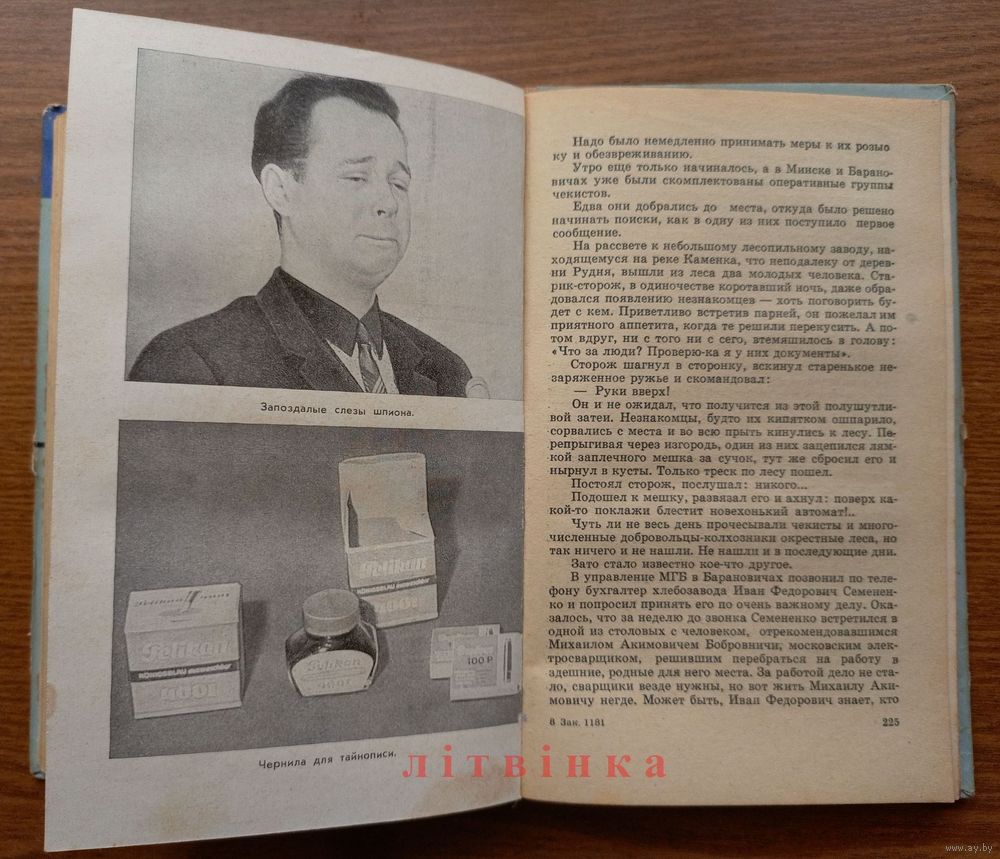 Запоздалые слезы шпиона.
Pelikan
KÖNIGSBLAU
4001
Pelikan
KÖNIGSBLAU
4001
Pelikan
4001
100 Р
Чернила для тайнописи.
Надо было немедленно принимать меры к их розыс
ку и обезвреживанию.
Утро еще только начиналось, а в Минске и Барано-
вичах уже были скомплектованы оперативные группы
чекистов.
Едва они добрались до места, откуда было решено
начинать поиски, как в одну из них поступило первое
сообщение.
На рассвете к небольшому лесопильному заводу, на-
ходящемуся на реке Каменка, что неподалеку от дерев-
ни Рудня, вышли из леса два молодых человека. Ста-
рик-сторож, в одиночестве коротавший ночь, даже обра-
довался появлению незнакомцев — хоть поговорить бу-
дет с кем. Приветливо встретив парней, он пожелал им
приятного аппетита, когда те решили перекусить. А по-
том вдруг, ни с того ни с сего, втемяшилось в голову:
«Что за люди? Проверю-ка я у них документы».
Сторож шагнул в сторонку, вскинул старенькое не-
заряженное ружье и скомандовал:
— Руки вверх!
Он и не ожидал, что получится из этой полушутли-
вой затеи. Незнакомцы, будто их кипятком ошпарило,
сорвались с места и во всю прыть кинулись к лесу. Пе-
репрыгивая через изгородь, один из них зацепился лям-
кой заплечного мешка за сучок, тут же сбросил его и
нырнул в кусты. Только треск по лесу пошел.
Постоял сторож, послушал: никого...
Подошел к мешку, развязал его и ахнул: поверх ка-
кой-то поклажи блестит новехонький автомат!..
Чуть ли не весь день прочесывали чекисты и много-
численные добровольцы-колхозники окрестные леса, но
так ничего и не нашли. Не нашли и в последующие дни.
Зато стало известно кое-что другое.
В управление МГБ в Барановичах позвонил по теле-
фону бухгалтер хлебозавода Иван Федорович Семенен-
ко и попросил принять его по очень важному делу. Ока-
залось, что за неделю до звонка Семененко встретился в
одной из столовых с человеком, отрекомендовавшимся
Михаилом Акимовичем Бобровничи, московским элек-
тросварщиком, решившим перебраться на работу в
здешние, родные для него места. За работой дело не ста-
ло, сварщики везде нужны, но вот жить Михаилу Аки-
мовичу негде. Может быть, Иван Федорович знает, кто
8 Зак. 1181
225
літвінка
www.ay.by